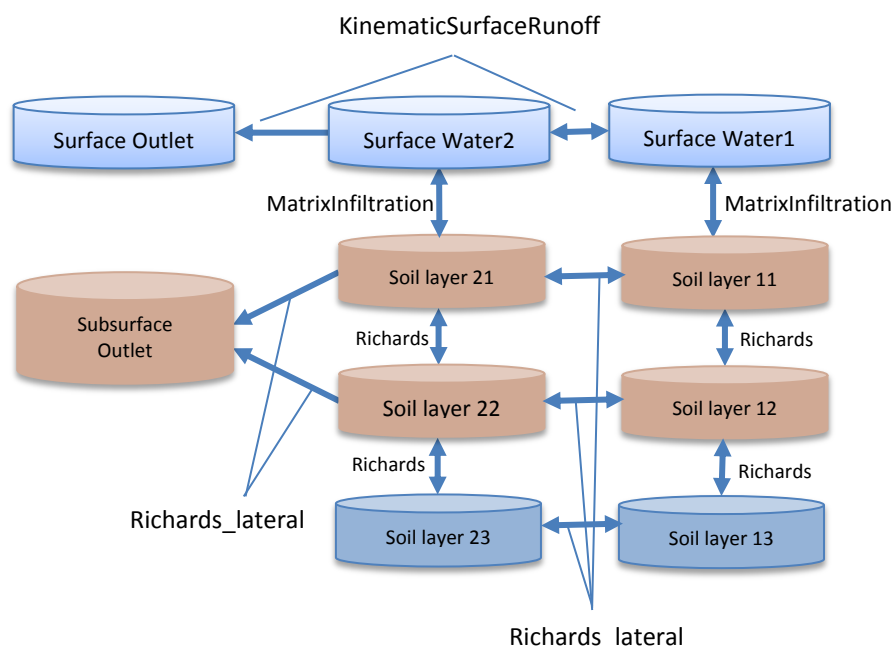 KinematicSurfaceRunoff
Surface Outlet
Surface Water2
Surface Water1
MatrixInfiltration
MatrixInfiltration
Soil layer 21
Soil layer 11
Subsurface
Outlet
Richards
Richards
Soil layer 22
Soil layer 12
Richards
Richards
Richards_lateral
Soil layer 23
Soil layer 13
Richards_lateral